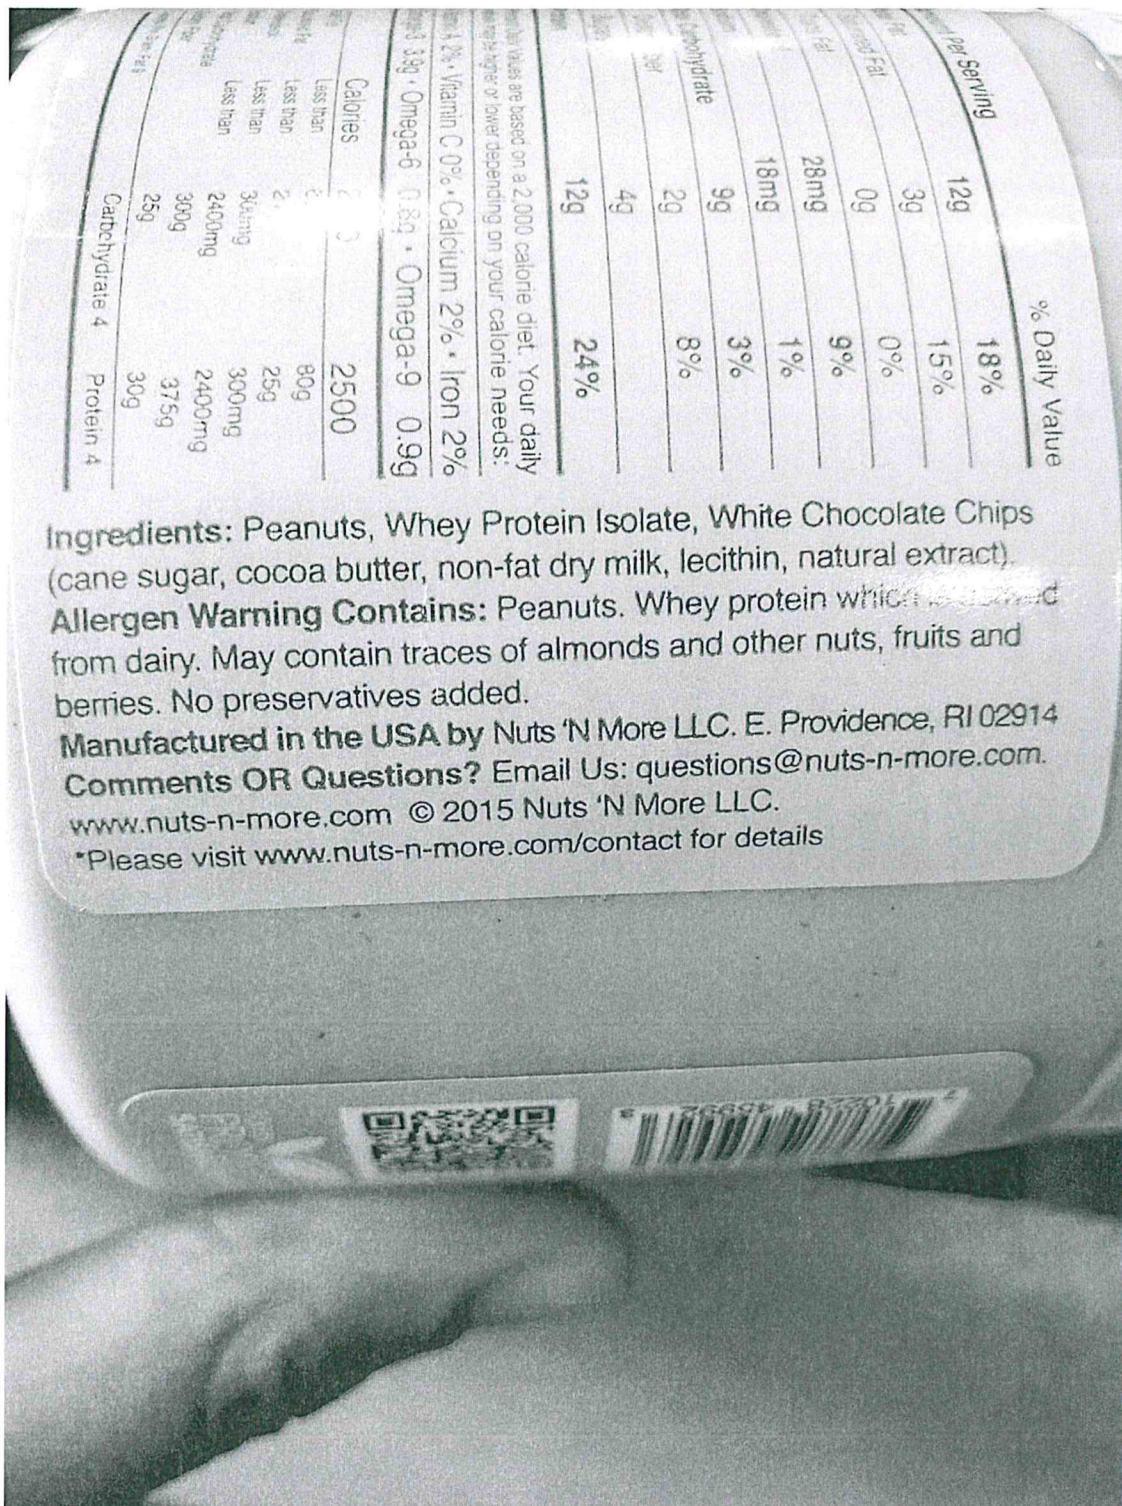 Per Serving
% Daily Value
12g 18%
3g 15%
Fat 0g 0%
28mg 9%
18mg 1%
9g 3%
2g 8%
4g
12g 24%
Values are based on a 2,000 calorie diet. Your daily
higher or lower depending on your calorie needs:
2% • Vitamin C 0% • Calcium 2% • Iron 2%
3.9g • Omega-6 0.8g • Omega-9 0.9g
Calories 2500
Less than 80g
Less than 25g
Less than 300mg 300mg
Less than 2400mg 2400mg
300g 375g
25g 30g
Carbohydrate 4 Protein 4
Ingredients: Peanuts, Whey Protein Isolate, White Chocolate Chips
(cane sugar, cocoa butter, non-fat dry milk, lecithin, natural extract).
Allergen Warning Contains: Peanuts. Whey protein which
from dairy. May contain traces of almonds and other nuts, fruits and
berries. No preservatives added.
Manufactured in the USA by Nuts 'N More LLC. E. Providence, RI 02914
Comments OR Questions? Email Us: questions@nuts-n-more.com.
www.nuts-n-more.com © 2015 Nuts 'N More LLC.
*Please visit www.nuts-n-more.com/contact for details